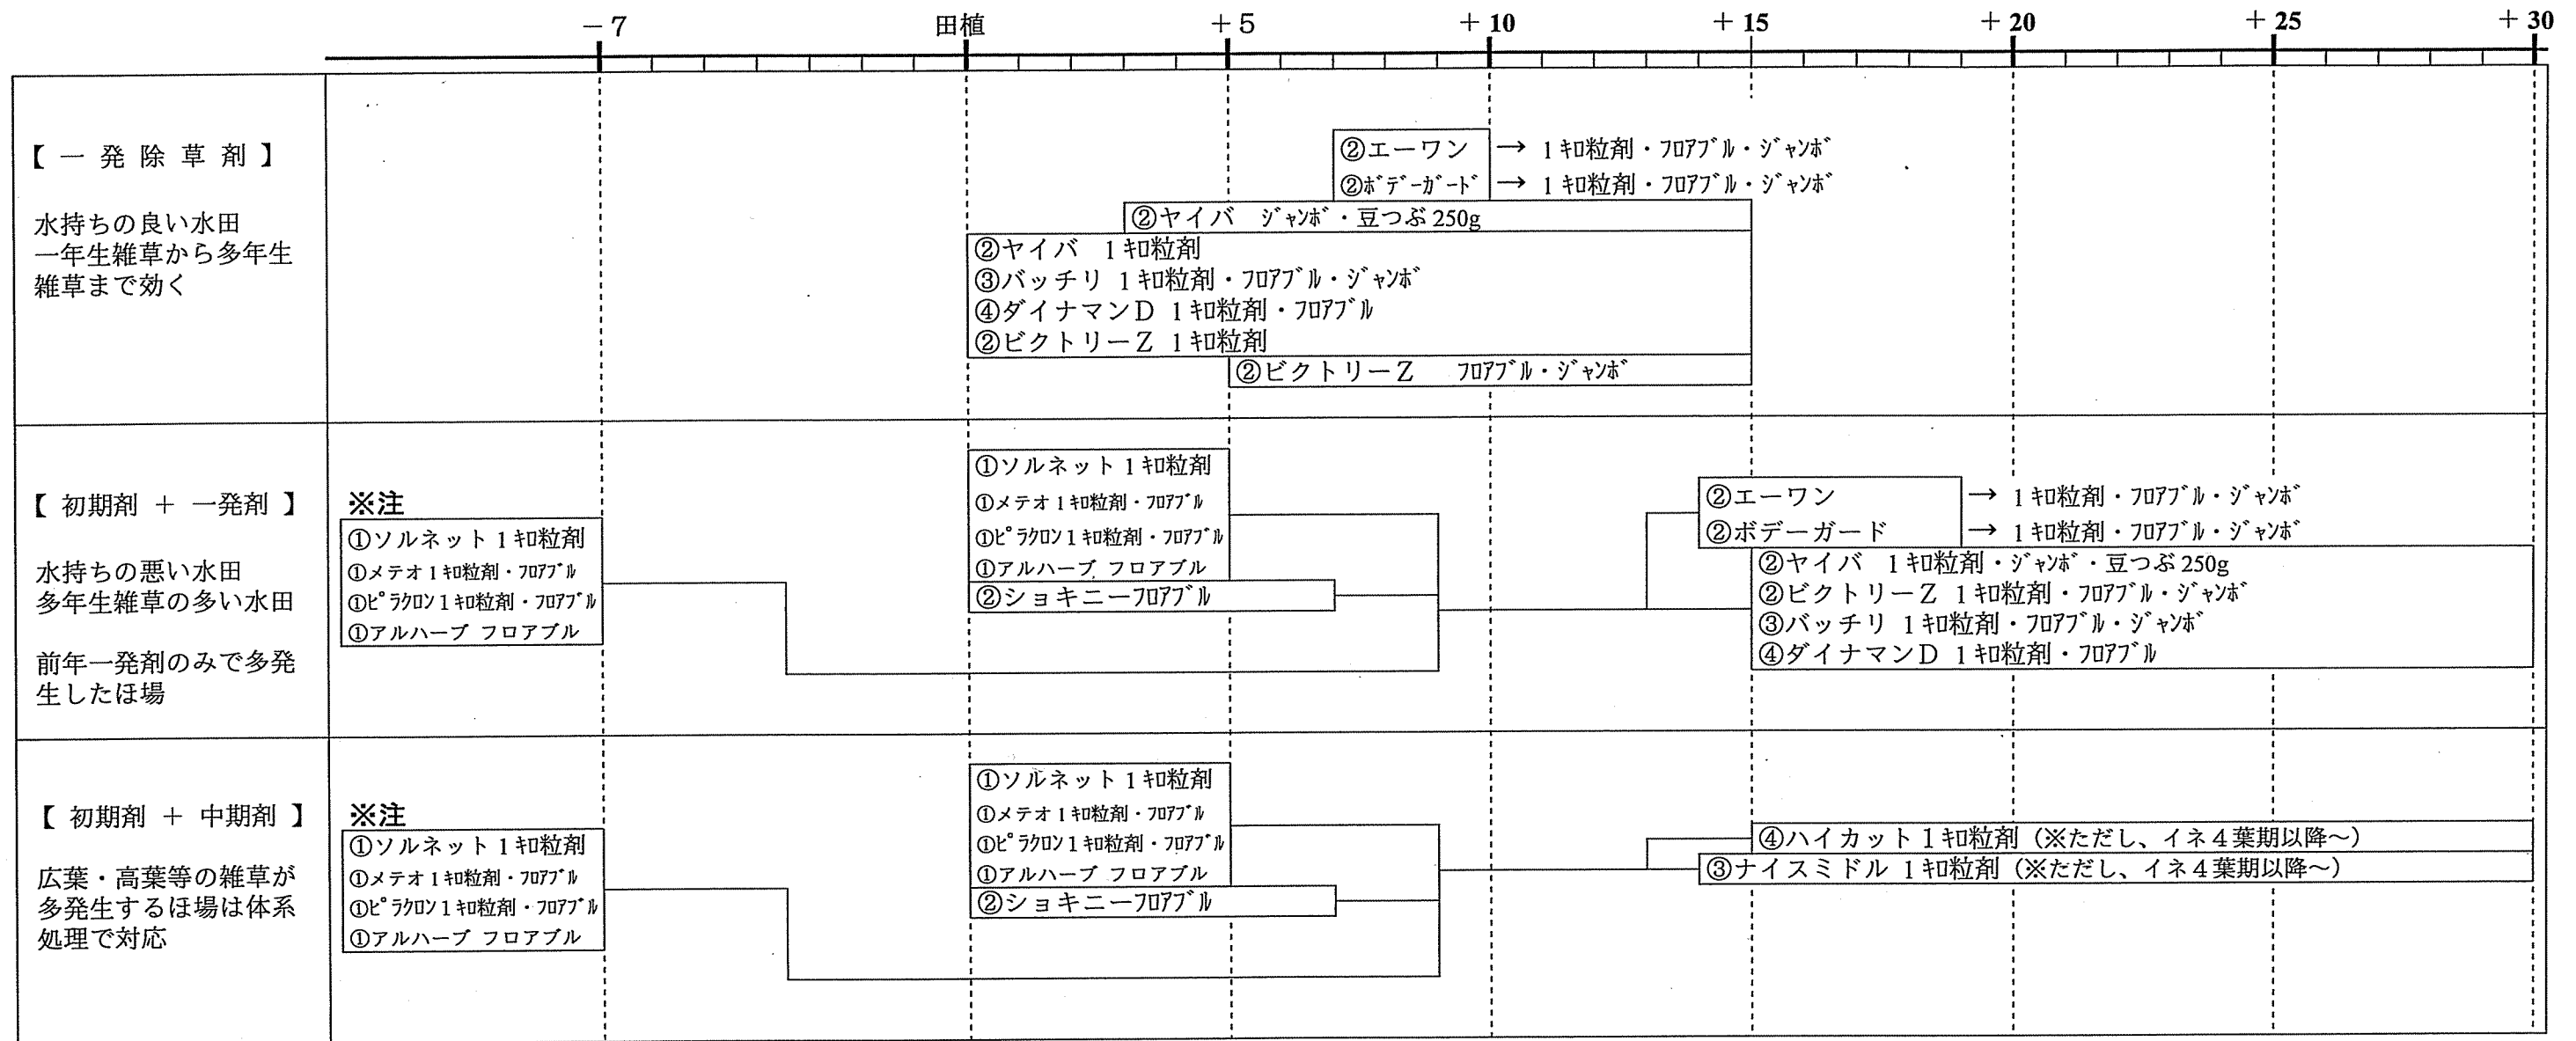 －７ 田植 ＋５ ＋10 ＋15 ＋20 ＋25 ＋30
【 一 発 除 草 剤 】
水持ちの良い水田
一年生雑草から多年生
雑草まで効く
②エーワン → 1ｷﾛ粒剤・ﾌﾛｱﾌﾞﾙ・ｼﾞｬﾝﾎﾞ
②ﾎﾞﾃﾞｰｶﾞｰﾄﾞ → 1ｷﾛ粒剤・ﾌﾛｱﾌﾞﾙ・ｼﾞｬﾝﾎﾞ
②ヤイバ ｼﾞｬﾝﾎﾞ・豆つぶ250g
②ヤイバ 1ｷﾛ粒剤
③バッチリ 1ｷﾛ粒剤・ﾌﾛｱﾌﾞﾙ・ｼﾞｬﾝﾎﾞ
④ダイナマンＤ 1ｷﾛ粒剤・ﾌﾛｱﾌﾞﾙ
②ビクトリーＺ 1ｷﾛ粒剤
②ビクトリーＺ ﾌﾛｱﾌﾞﾙ・ｼﾞｬﾝﾎﾞ
【 初期剤 ＋ 一発剤 】
水持ちの悪い水田
多年生雑草の多い水田
前年一発剤のみで多発
生したほ場
※注
①ソルネット1ｷﾛ粒剤
①メテオ1ｷﾛ粒剤・ﾌﾛｱﾌﾞﾙ
①ﾋﾟﾗｸﾛﾝ1ｷﾛ粒剤・ﾌﾛｱﾌﾞﾙ
①アルハーブ フロアブル
①ソルネット1ｷﾛ粒剤
①メテオ1ｷﾛ粒剤・ﾌﾛｱﾌﾞﾙ
①ﾋﾟﾗｸﾛﾝ1ｷﾛ粒剤・ﾌﾛｱﾌﾞﾙ
①アルハーブ フロアブル
②ショキニーﾌﾛｱﾌﾞﾙ
②エーワン → 1ｷﾛ粒剤・ﾌﾛｱﾌﾞﾙ・ｼﾞｬﾝﾎﾞ
②ボデーガード → 1ｷﾛ粒剤・ﾌﾛｱﾌﾞﾙ・ｼﾞｬﾝﾎﾞ
②ヤイバ 1ｷﾛ粒剤・ｼﾞｬﾝﾎﾞ・豆つぶ250g
②ビクトリーＺ 1ｷﾛ粒剤・ﾌﾛｱﾌﾞﾙ・ｼﾞｬﾝﾎﾞ
③バッチリ 1ｷﾛ粒剤・ﾌﾛｱﾌﾞﾙ・ｼﾞｬﾝﾎﾞ
④ダイナマンＤ 1ｷﾛ粒剤・ﾌﾛｱﾌﾞﾙ
【 初期剤 ＋ 中期剤 】
広葉・高葉等の雑草が
多発生するほ場は体系
処理で対応
※注
①ソルネット1ｷﾛ粒剤
①メテオ1ｷﾛ粒剤・ﾌﾛｱﾌﾞﾙ
①ﾋﾟﾗｸﾛﾝ1ｷﾛ粒剤・ﾌﾛｱﾌﾞﾙ
①アルハーブ フロアブル
①ソルネット1ｷﾛ粒剤
①メテオ1ｷﾛ粒剤・ﾌﾛｱﾌﾞﾙ
①ﾋﾟﾗｸﾛﾝ1ｷﾛ粒剤・ﾌﾛｱﾌﾞﾙ
①アルハーブ フロアブル
②ショキニーﾌﾛｱﾌﾞﾙ
④ハイカット1ｷﾛ粒剤（※ただし、イネ４葉期以降～）
③ナイスミドル 1ｷﾛ粒剤（※ただし、イネ４葉期以降～）